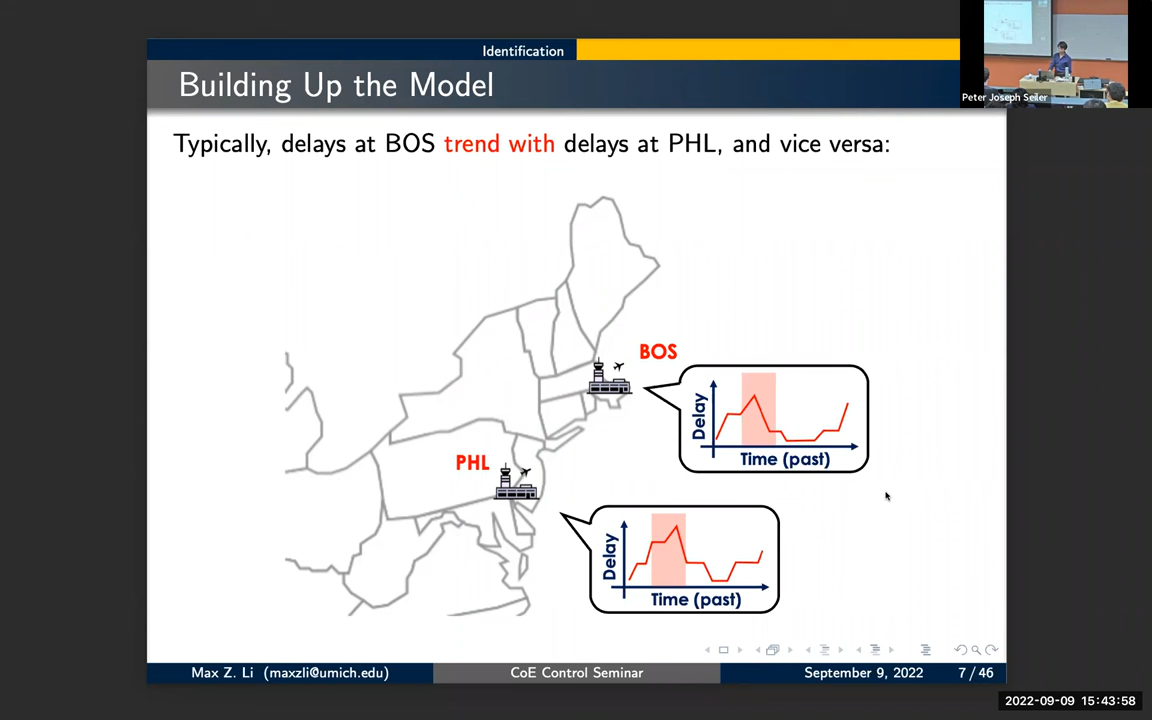 Identification
Building Up the Model
Peter Joseph Seiler
Typically, delays at BOS trend with delays at PHL, and vice versa:
BOS
Delay
Time (past)
PHL
Delay
Time (past)
Max Z. Li (maxzli@umich.edu)
CoE Control Seminar
September 9, 2022
7 / 46
2022-09-09 15:43:58